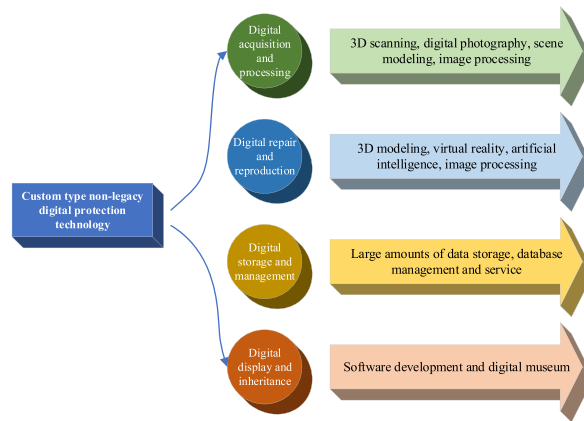 Digital
acquisition
and
processing
3D scanning, digital photography, scene
modeling, image processing
Digital repair
and
reproduction
3D modeling, virtual reality, artificial
intelligence, image processing
Custom type non-legacy
digital protection
technology
Digital
storage and
management
Large amounts of data storage, database
management and service
Digital
display and
inheritance
Software development and digital museum